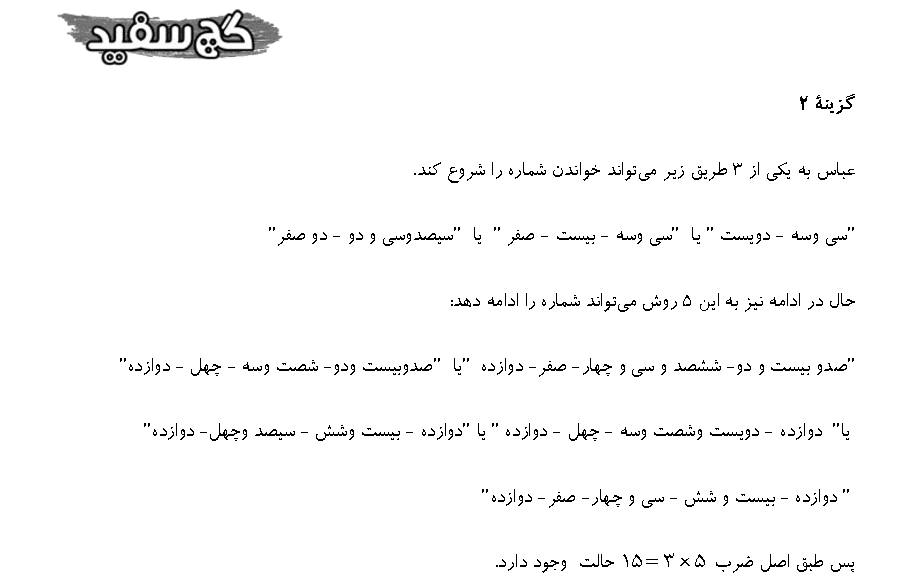 گچ سفید
گزینهٔ ۲
عباس به یکی از ۳ طریق زیر می‌تواند خواندن شماره را شروع کند.
"سی وسه - دویست " یا "سی وسه - بیست - صفر " یا "سیصدوسی و دو - دو صفر"
حال در ادامه نیز به این ۵ روش می‌تواند شماره را ادامه دهد:
"صدو بیست و دو- ششصد و سی و چهار- صفر- دوازده "یا "صدوبیست ودو- شصت وسه - چهل - دوازده"
یا" دوازده - دویست وشصت وسه - چهل - دوازده " یا "دوازده - بیست وشش - سیصد وچهل- دوازده"
" دوازده - بیست و شش - سی و چهار- صفر- دوازده"
پس طبق اصل ضرب ۱۵=۳×۵ حالت وجود دارد.